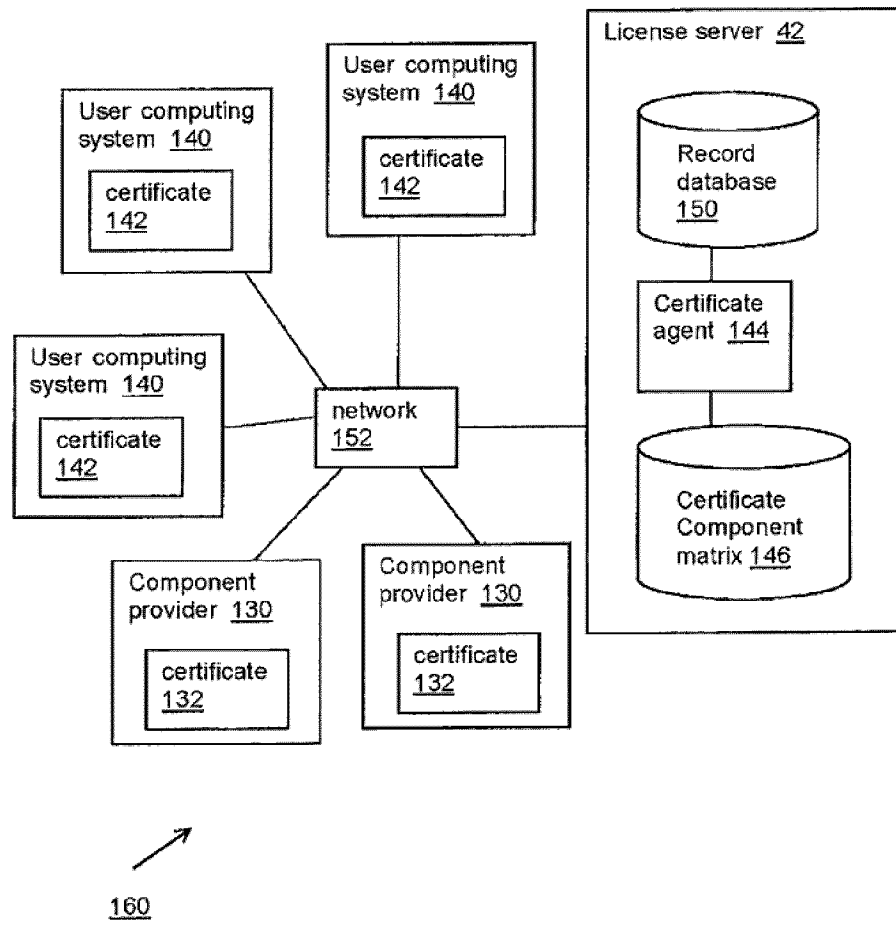 User computing
system 140
certificate
142
User computing
system 140
certificate
142
License server 42
Record
database
150
Certificate
agent 144
Certificate
Component
matrix 146
User computing
system 140
certificate
142
network
152
Component
provider 130
certificate
132
Component
provider 130
certificate
132
160